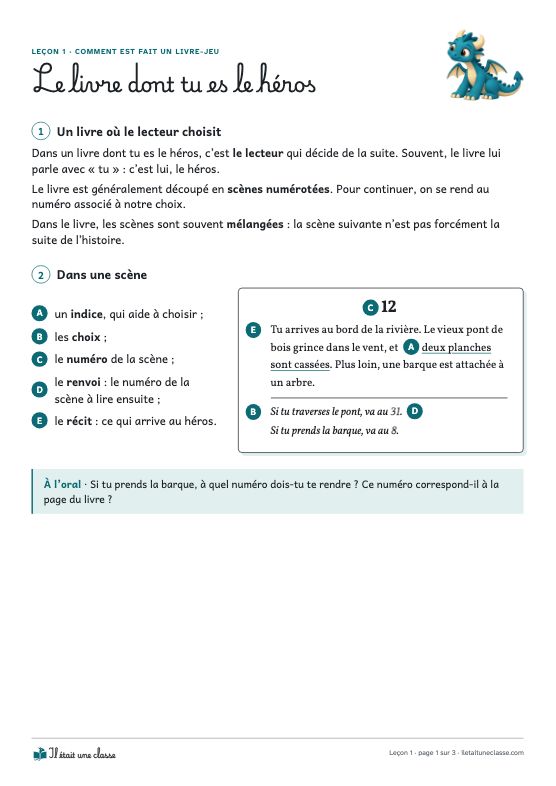 LEÇON 1 · COMMENT EST FAIT UN LIVRE-JEU
Le livre dont tu es le héros
1 Un livre où le lecteur choisit
Dans un livre dont tu es le héros, c’est le lecteur qui décide de la suite. Souvent, le livre lui
parle avec « tu » : c’est lui, le héros.
Le livre est généralement découpé en scènes numérotées. Pour continuer, on se rend au
numéro associé à notre choix.
Dans le livre, les scènes sont souvent mélangées : la scène suivante n’est pas forcément la
suite de l’histoire.
2 Dans une scène
A un indice, qui aide à choisir ;
B les choix ;
C le numéro de la scène ;
D le renvoi : le numéro de la
scène à lire ensuite ;
E le récit : ce qui arrive au héros.
C 12
E Tu arrives au bord de la rivière. Le vieux pont de
bois grince dans le vent, et A deux planches
sont cassées. Plus loin, une barque est attachée à
un arbre.
B Si tu traverses le pont, va au 31. D
Si tu prends la barque, va au 8.
À l’oral · Si tu prends la barque, à quel numéro dois-tu te rendre ? Ce numéro correspond-il à la
page du livre ?
Il était une classe
Leçon 1 · page 1 sur 3 · iletaituneclasse.com